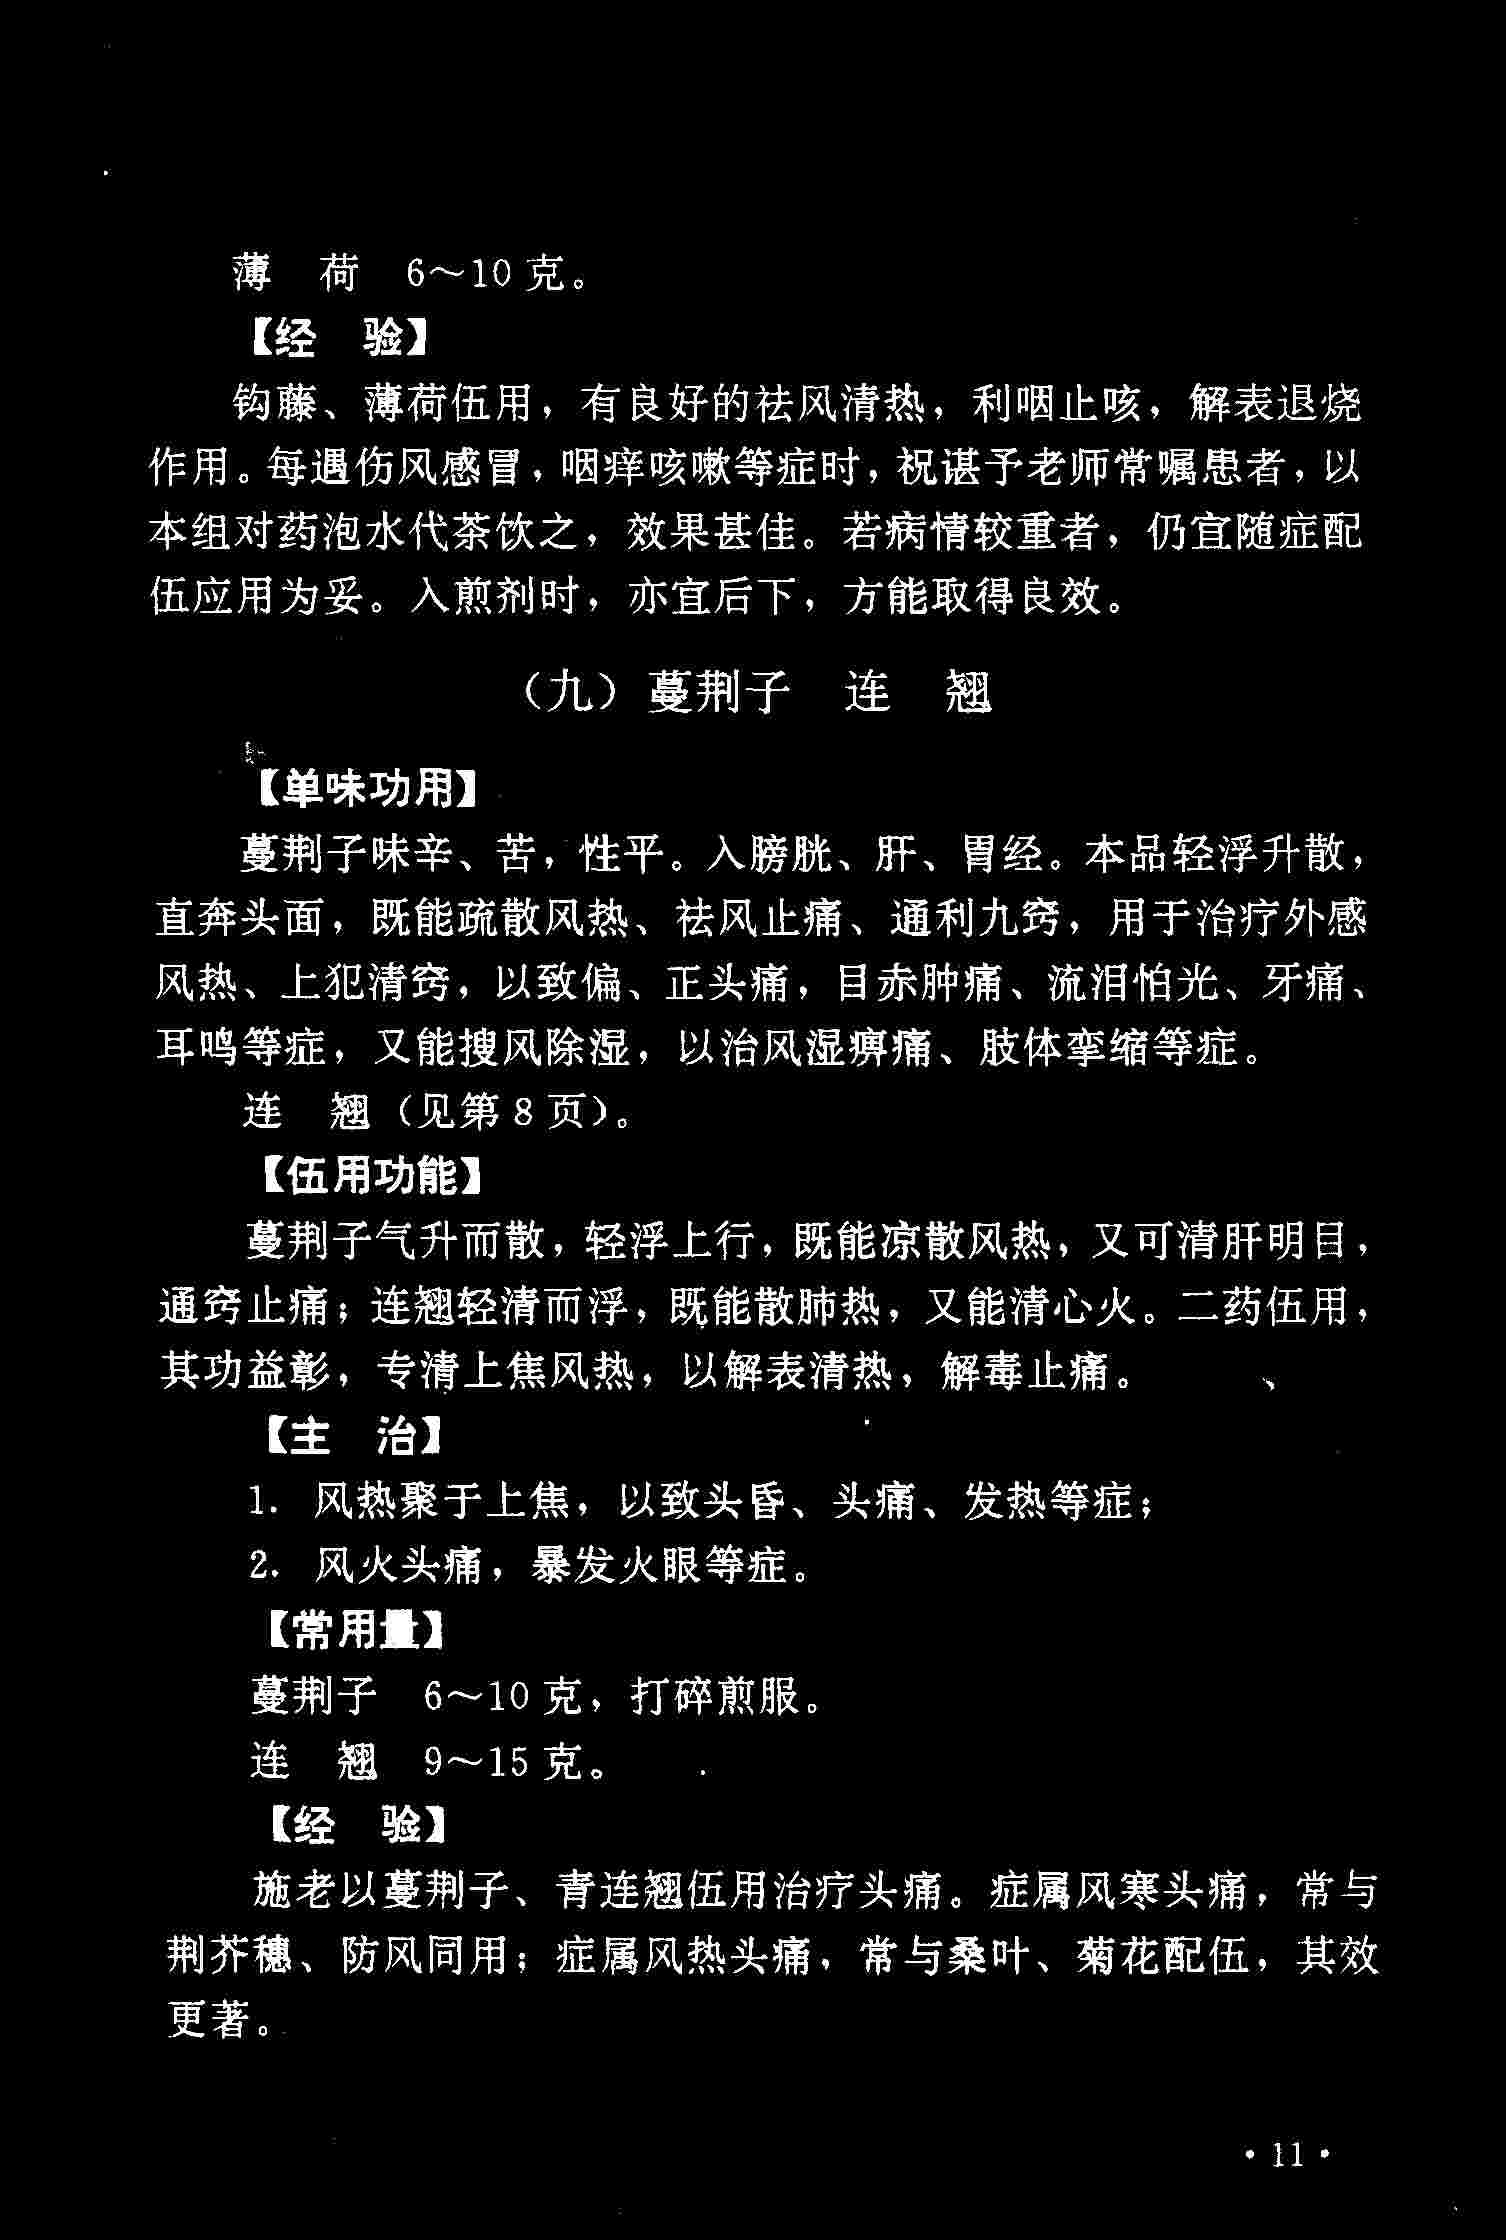 薄　荷　6～10 克。
【经　验】
钩藤、薄荷伍用，有良好的祛风清热，利咽止咳，解表退烧
作用。每遇伤风感冒，咽痒咳嗽等症时，祝谌予老师常嘱患者，以
本组对药泡水代茶饮之，效果甚佳。若病情较重者，仍宜随症配
伍应用为妥。入煎剂时，亦宜后下，方能取得良效。
（九）蔓荆子　连　翘
【单味功用】
蔓荆子味辛、苦，性平。入膀胱、肝、胃经。本品轻浮升散，
直奔头面，既能疏散风热、祛风止痛、通利九窍，用于治疗外感
风热、上犯清窍，以致偏、正头痛，目赤肿痛、流泪怕光、牙痛、
耳鸣等症，又能搜风除湿，以治风湿痹痛、肢体挛缩等症。
连　翘（见第 8 页）。
【伍用功能】
蔓荆子气升而散，轻浮上行，既能凉散风热，又可清肝明目，
通窍止痛；连翘轻清而浮，既能散肺热，又能清心火。二药伍用，
其功益彰，专清上焦风热，以解表清热，解毒止痛。
【主　治】
1. 风热聚于上焦，以致头昏、头痛、发热等症；
2. 风火头痛，暴发火眼等症。
【常用量】
蔓荆子　6～10 克，打碎煎服。
连　翘　9～15 克。
【经　验】
施老以蔓荆子、青连翘伍用治疗头痛。症属风寒头痛，常与
荆芥穗、防风同用；症属风热头痛，常与桑叶、菊花配伍，其效
更著。
·11·